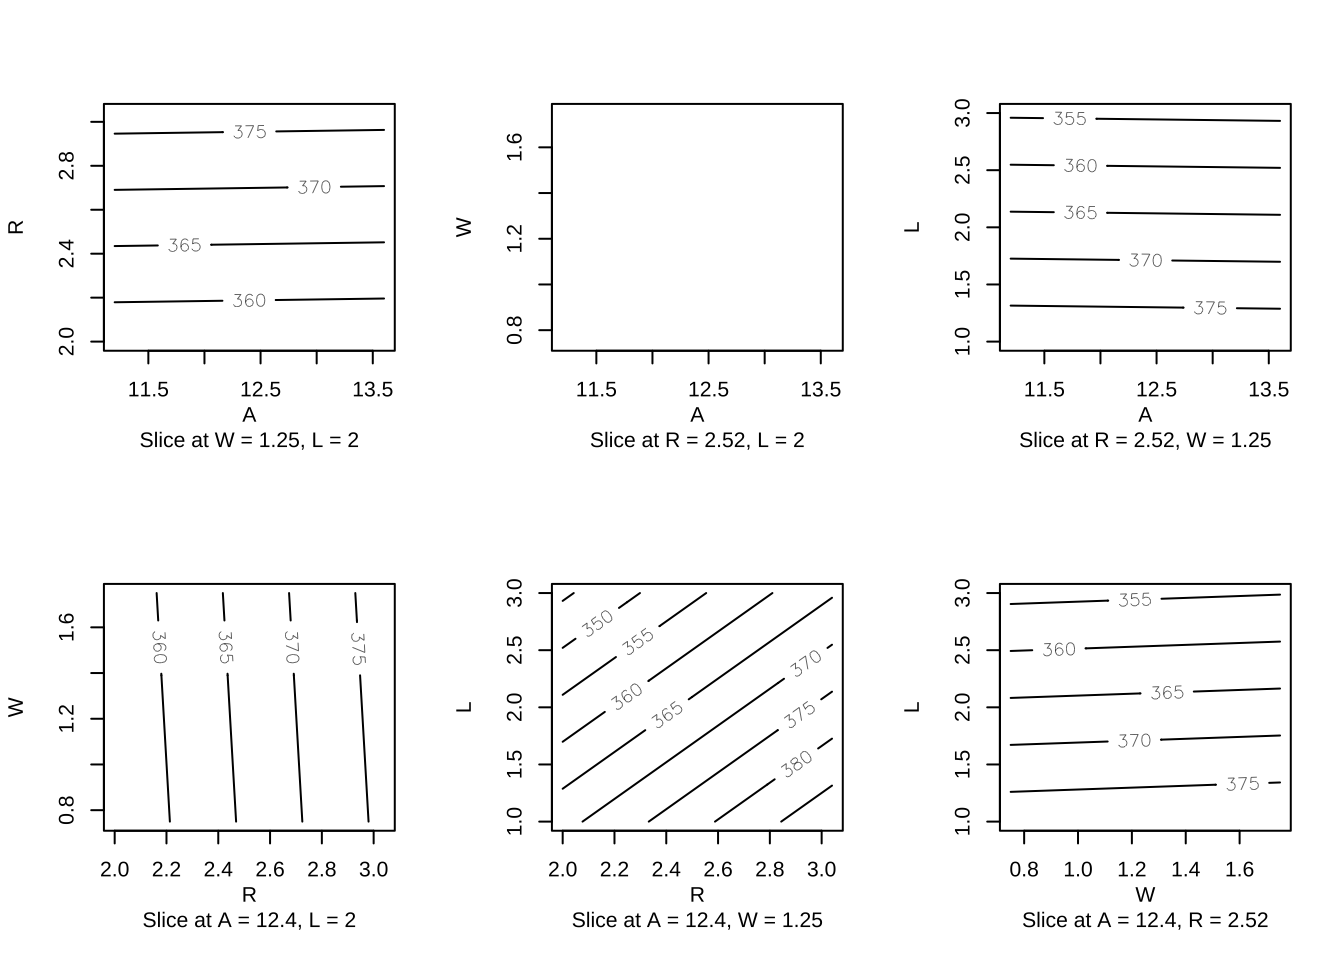 R
2.0 2.4 2.8
375
370
365
360
11.5 12.5 13.5
A
Slice at W = 1.25, L = 2
W
0.8 1.2 1.6
11.5 12.5 13.5
A
Slice at R = 2.52, L = 2
L
1.0 1.5 2.0 2.5 3.0
355
360
365
370
375
11.5 12.5 13.5
A
Slice at R = 2.52, W = 1.25
W
0.8 1.2 1.6
360 365 370 375
2.0 2.2 2.4 2.6 2.8 3.0
R
Slice at A = 12.4, L = 2
L
1.0 1.5 2.0 2.5 3.0
350
355
360
365
370
375
380
2.0 2.2 2.4 2.6 2.8 3.0
R
Slice at A = 12.4, W = 1.25
L
1.0 1.5 2.0 2.5 3.0
355
360
365
370
375
0.8 1.0 1.2 1.4 1.6
W
Slice at A = 12.4, R = 2.52